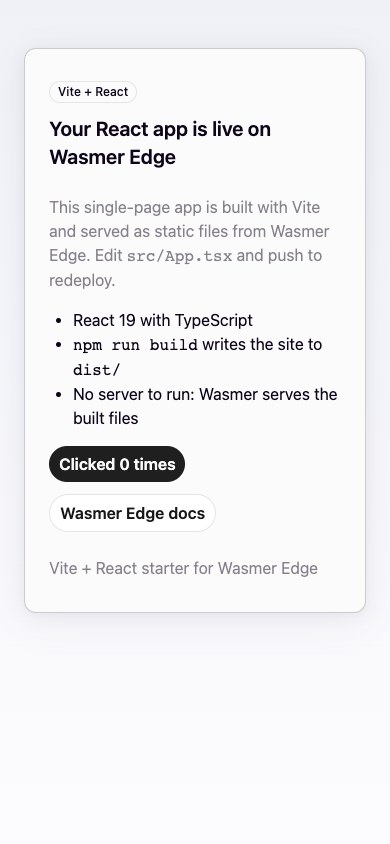 Vite + React
Your React app is live on
Wasmer Edge
This single-page app is built with Vite
and served as static files from Wasmer
Edge. Edit src/App.tsx and push to
redeploy.
• React 19 with TypeScript
• npm run build writes the site to
dist/
• No server to run: Wasmer serves the
built files
Clicked 0 times
Wasmer Edge docs
Vite + React starter for Wasmer Edge